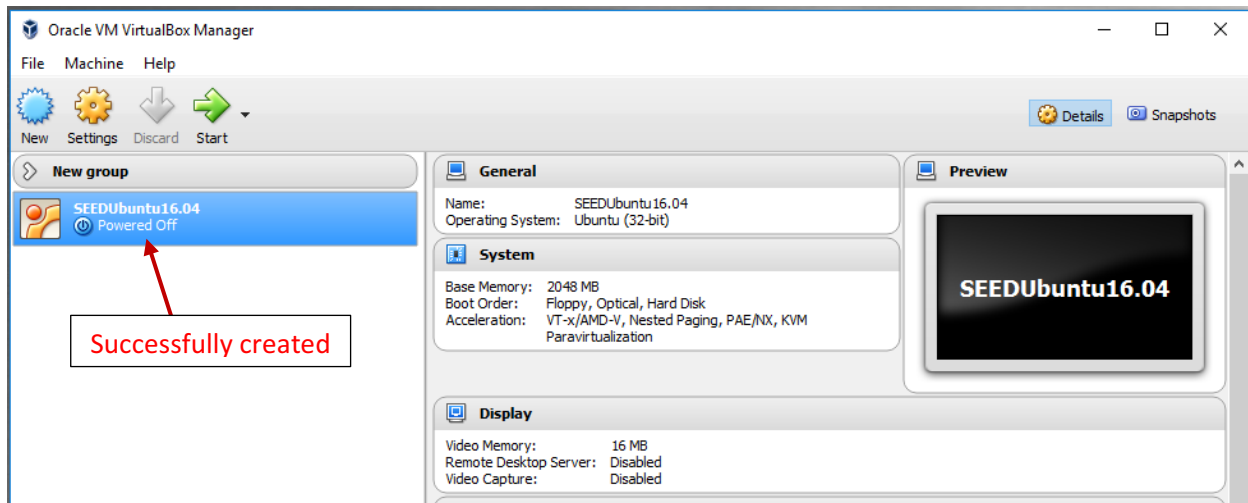 Oracle VM VirtualBox Manager
File Machine Help
New Settings Discard Start
Details Snapshots
New group
SEEDUbuntu16.04
Powered Off
Successfully created
General
Name: SEEDUbuntu16.04
Operating System: Ubuntu (32-bit)
System
Base Memory: 2048 MB
Boot Order: Floppy, Optical, Hard Disk
Acceleration: VT-x/AMD-V, Nested Paging, PAE/NX, KVM
Paravirtualization
Preview
SEEDUbuntu16.04
Display
Video Memory: 16 MB
Remote Desktop Server: Disabled
Video Capture: Disabled